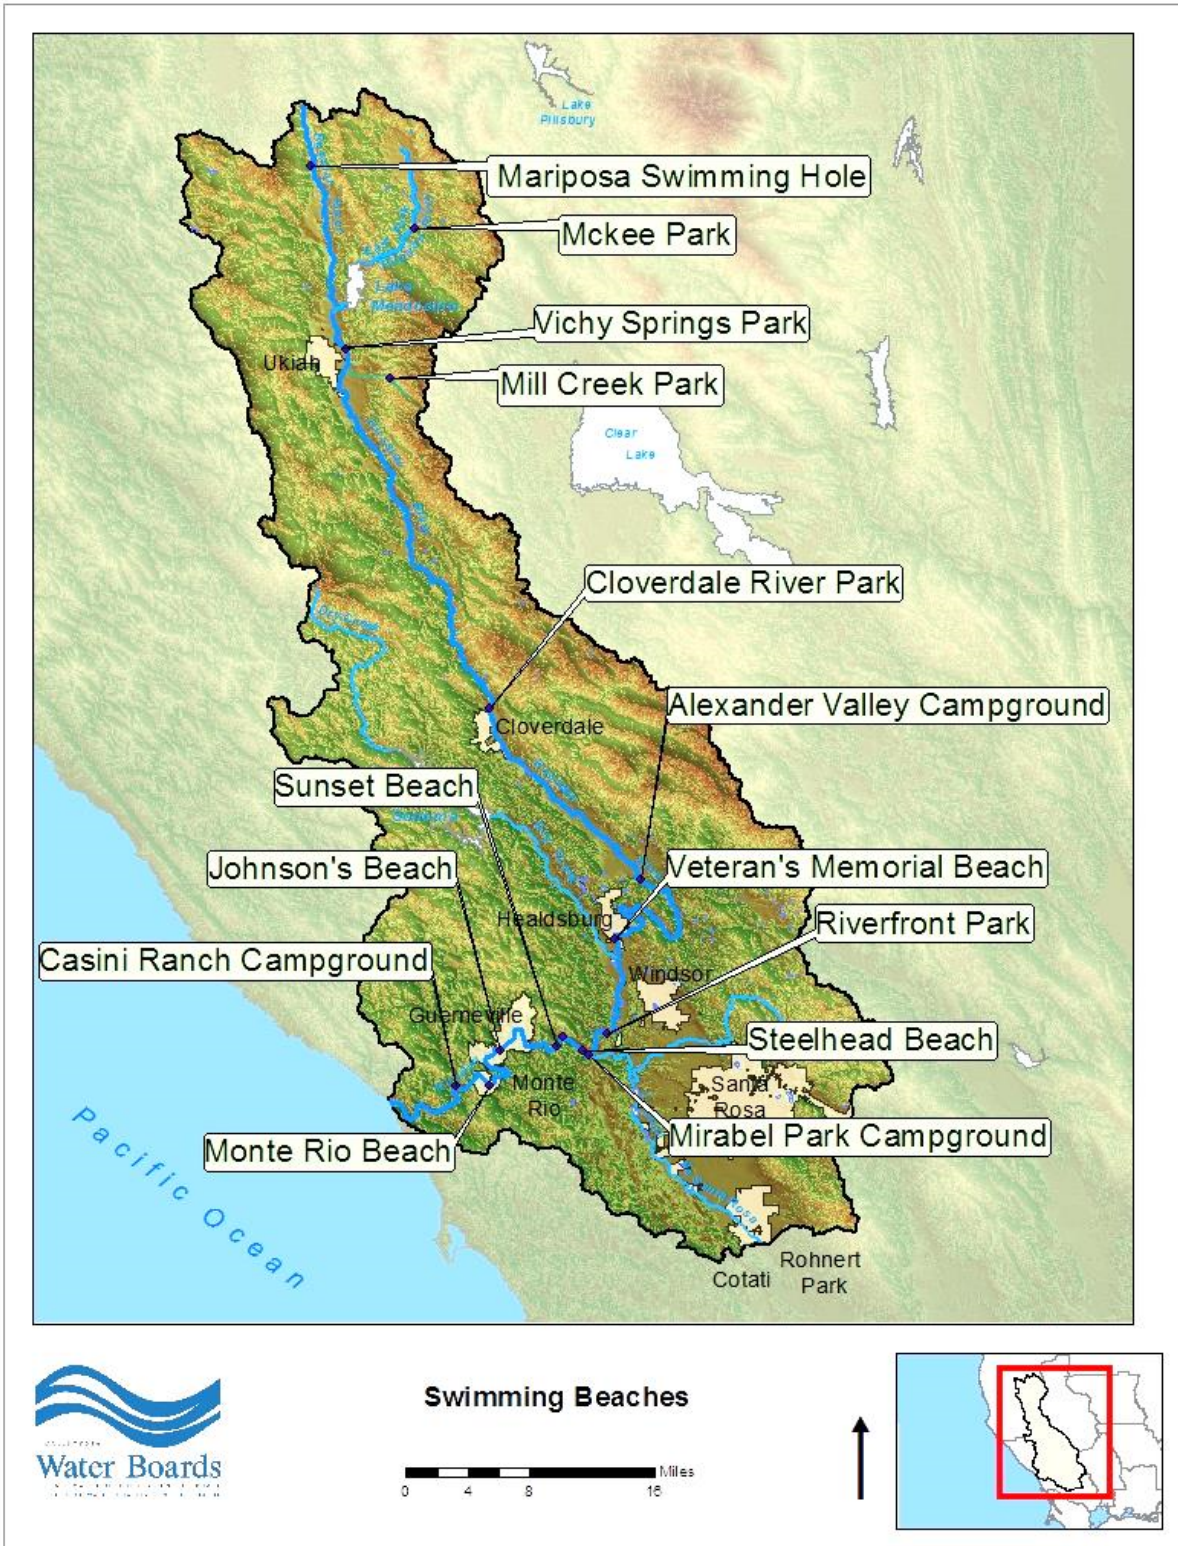 Lake
Pillsbury
Mariposa Swimming Hole
Mckee Park
Lake
Mendocino
Vichy Springs Park
Ukiah
Mill Creek Park
Clear
Lake
Cloverdale River Park
Alexander Valley Campground
Cloverdale
Sunset Beach
Johnson's Beach
Veteran's Memorial Beach
Healdsburg
Riverfront Park
Casini Ranch Campground
Windsor
Guerneville
Steelhead Beach
Monte
Rio
Santa
Rosa
Monte Rio Beach
Mirabel Park Campground
Pacific Ocean
Rohnert
Park
Cotati
Swimming Beaches
Water Boards
Miles
0 4 8 16